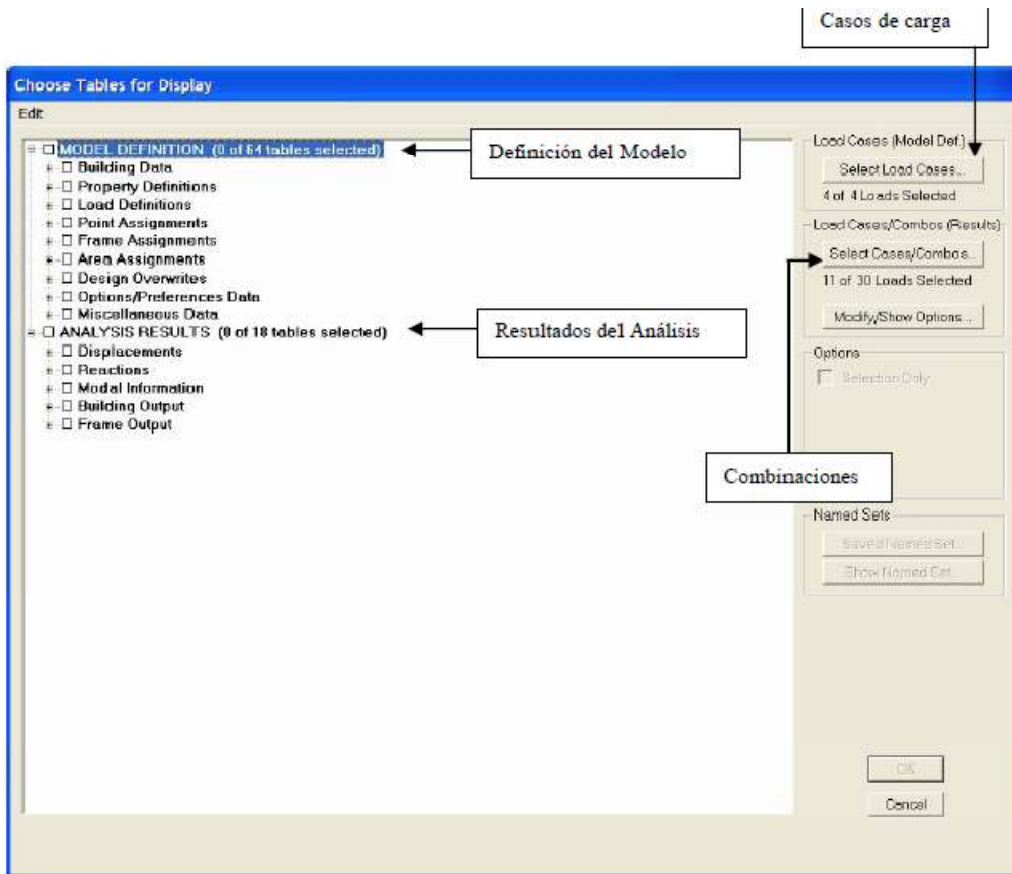 Casos de carga
Choose Tables for Display
Edit
MODEL DEFINITION (0 of 64 tables selected)
Building Data
Property Definitions
Load Definitions
Point Assignments
Frame Assignments
Area Assignments
Design Overwrites
Options/Preferences Data
Miscellaneous Data
ANALYSIS RESULTS (0 of 18 tables selected)
Displacements
Reactions
Modal Information
Building Output
Frame Output
Definición del Modelo
Resultados del Análisis
Combinaciones
Load Cases (Model Def.)
Select Load Cases...
4 of 4 Loads Selected
Load Cases/Combos (Results)
Select Cases/Combos...
11 of 30 Loads Selected
Modify/Show Options...
Options
Selection Only
Named Sets
Save Named Set...
Show Named Set...
OK
Cancel